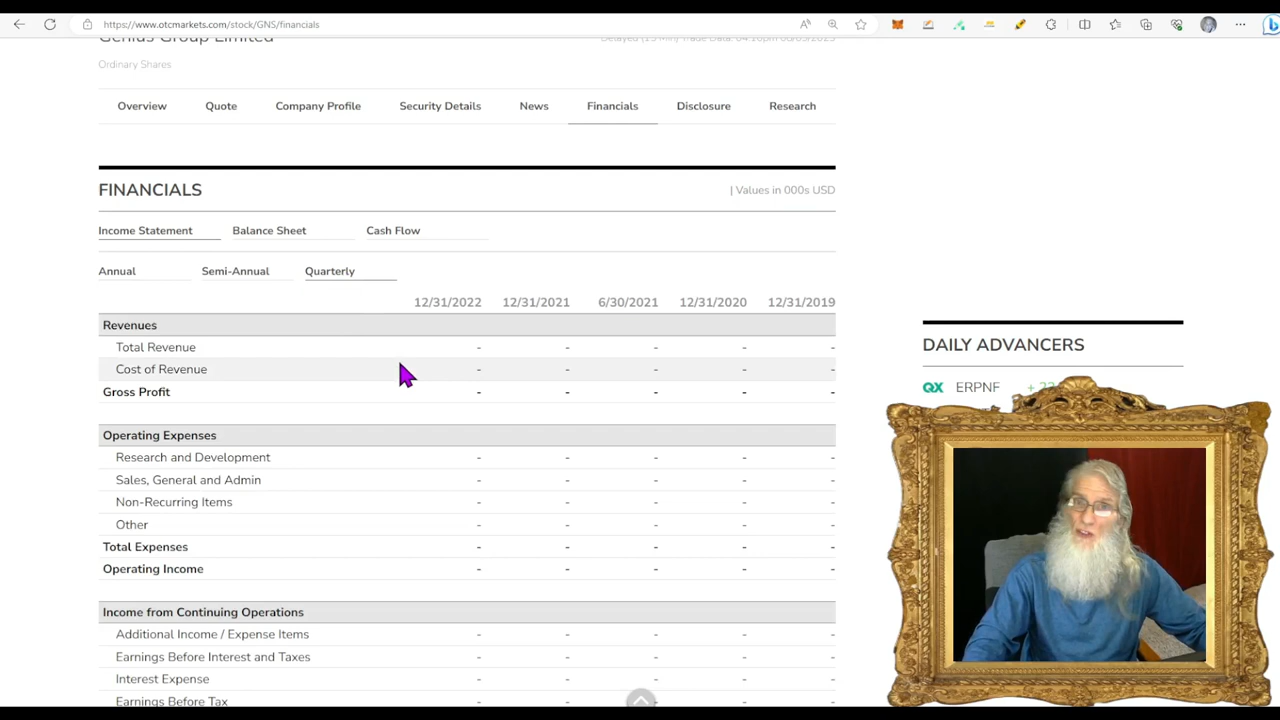 https://www.otcmarkets.com/stock/GNS/financials
Genius Group Limited
Ordinary Shares
Overview Quote Company Profile Security Details News Financials Disclosure Research
FINANCIALS | Values in 000s USD
Income Statement Balance Sheet Cash Flow
Annual Semi-Annual Quarterly
12/31/2022 12/31/2021 6/30/2021 12/31/2020 12/31/2019
Revenues
Total Revenue - - - - -
Cost of Revenue - - - - -
Gross Profit - - - - -
Operating Expenses
Research and Development - - - - -
Sales, General and Admin - - - - -
Non-Recurring Items - - - - -
Other - - - - -
Total Expenses - - - - -
Operating Income - - - - -
Income from Continuing Operations
Additional Income / Expense Items - - - - -
Earnings Before Interest and Taxes - - - - -
Interest Expense - - - - -
Earnings Before Tax - - - - -
DAILY ADVANCERS
QX ERPNF